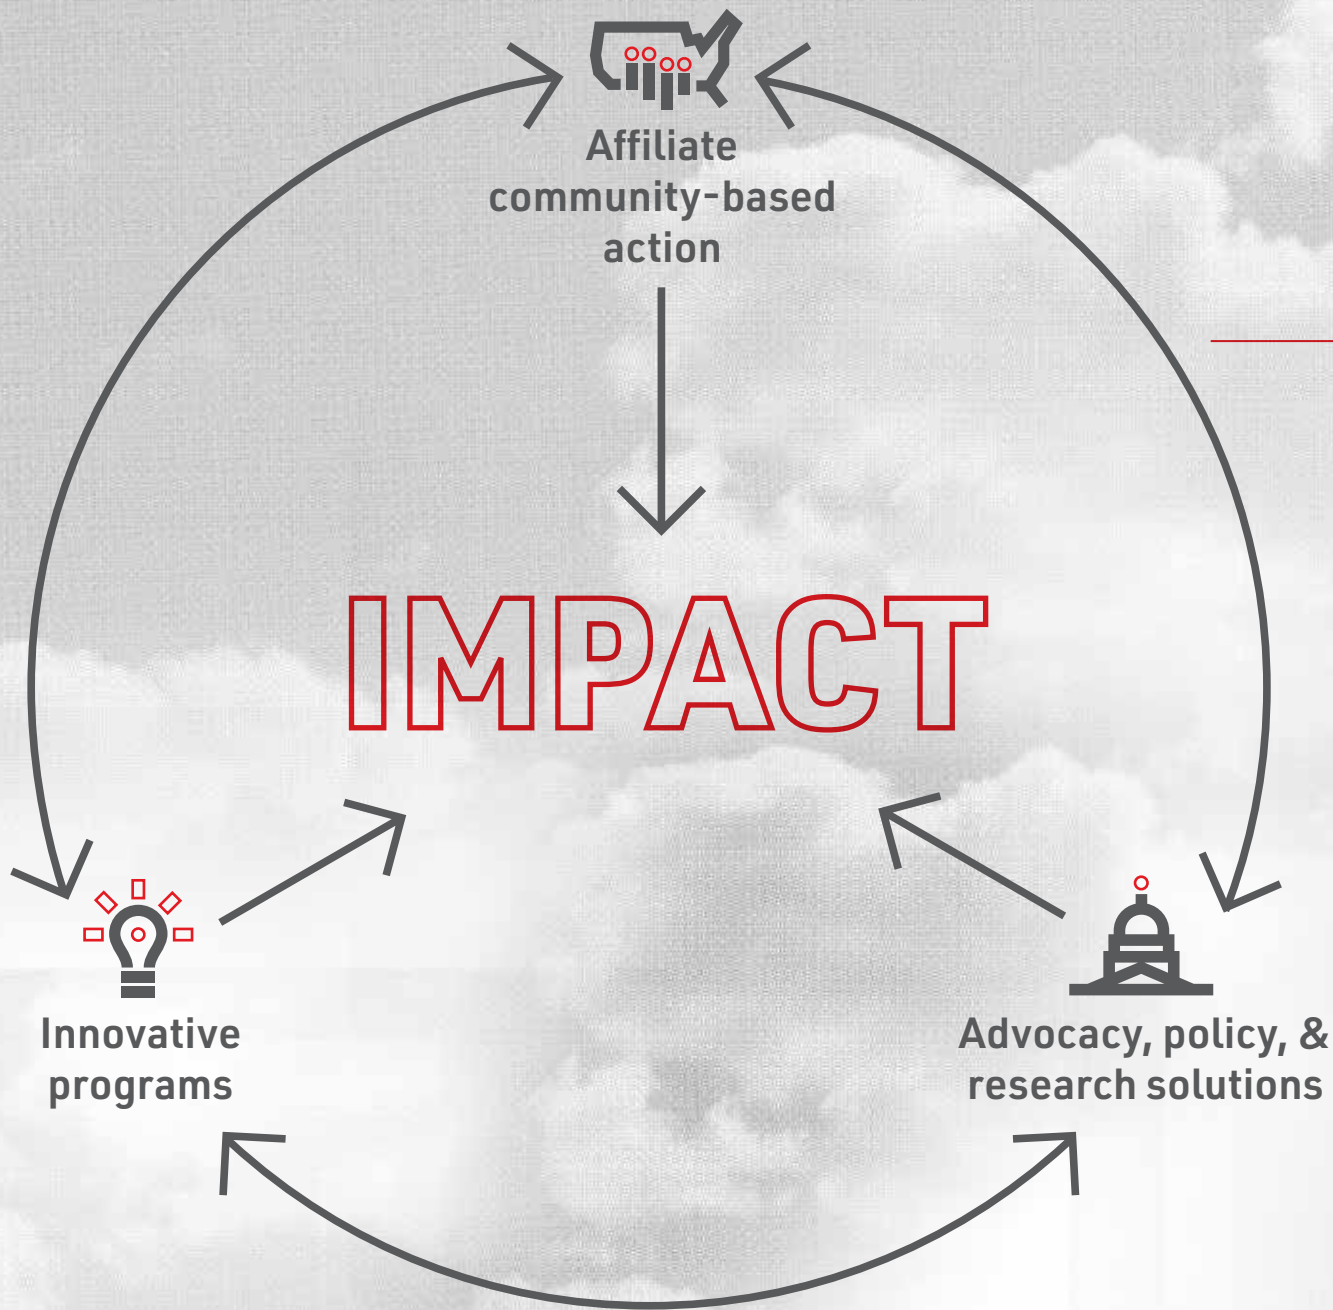 Affiliate
community-based
action
IMPACT
Innovative
programs
Advocacy, policy, &
research solutions